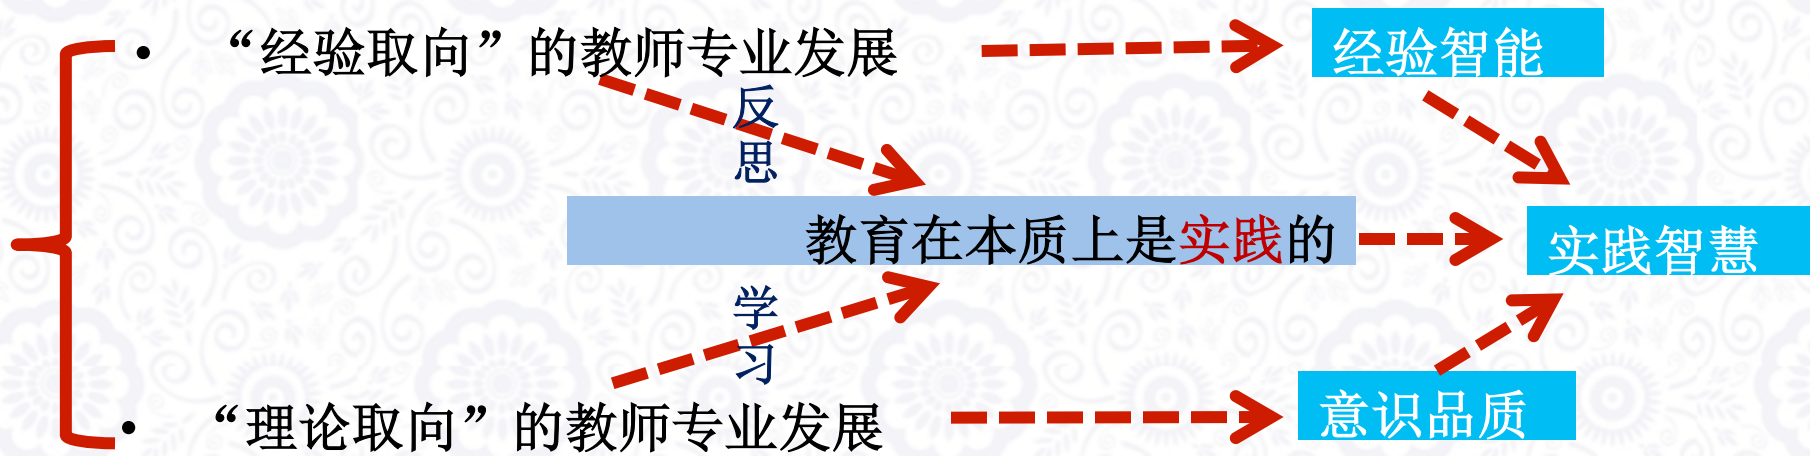 • “经验取向”的教师专业发展
经验智能
反
思
教育在本质上是实践的
实践智慧
学
习
• “理论取向”的教师专业发展
意识品质